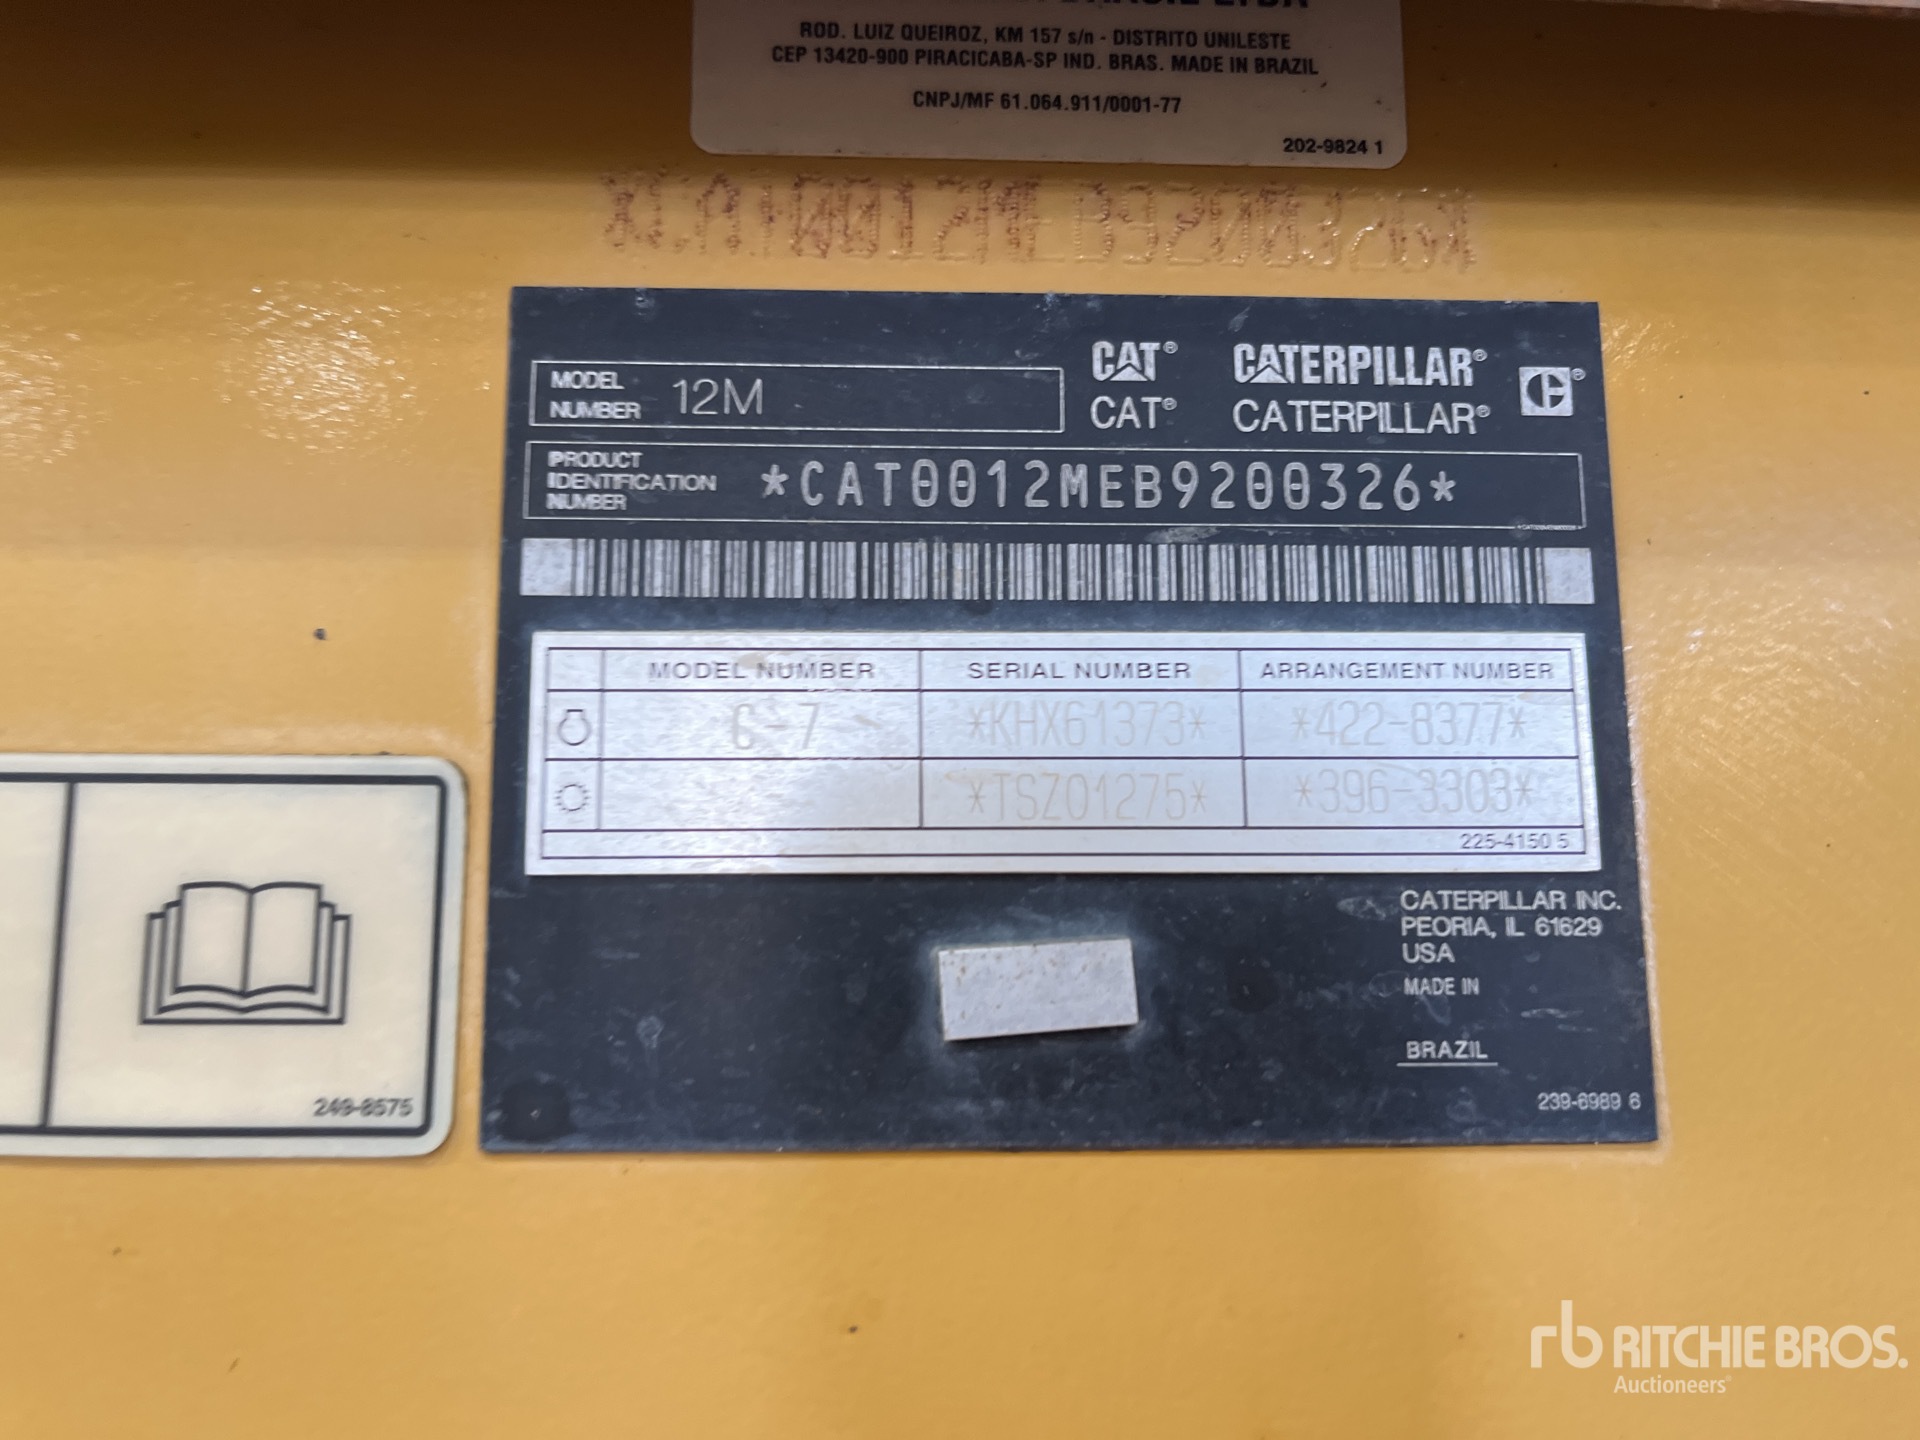 ROD. LUIZ QUEIROZ, KM 157 s/n - DISTRITO UNILESTE
CEP 13420-900 PIRACICABA-SP IND. BRAS. MADE IN BRAZIL
CNPJ/MF 61.064.911/0001-77
202-9824 1
MODEL NUMBER 12M
CAT® CATERPILLAR®
CAT® CATERPILLAR®
PRODUCT IDENTIFICATION NUMBER *CAT0012MEB9200326*
MODEL NUMBER SERIAL NUMBER ARRANGEMENT NUMBER
C-7 *KHX61373* *422-8377*
*TSZ01275* *396-3303*
225-4150 5
CATERPILLAR INC.
PEORIA, IL 61629
USA
MADE IN
BRAZIL
239-6989 6
249-8575
rb RITCHIE BROS.
Auctioneers